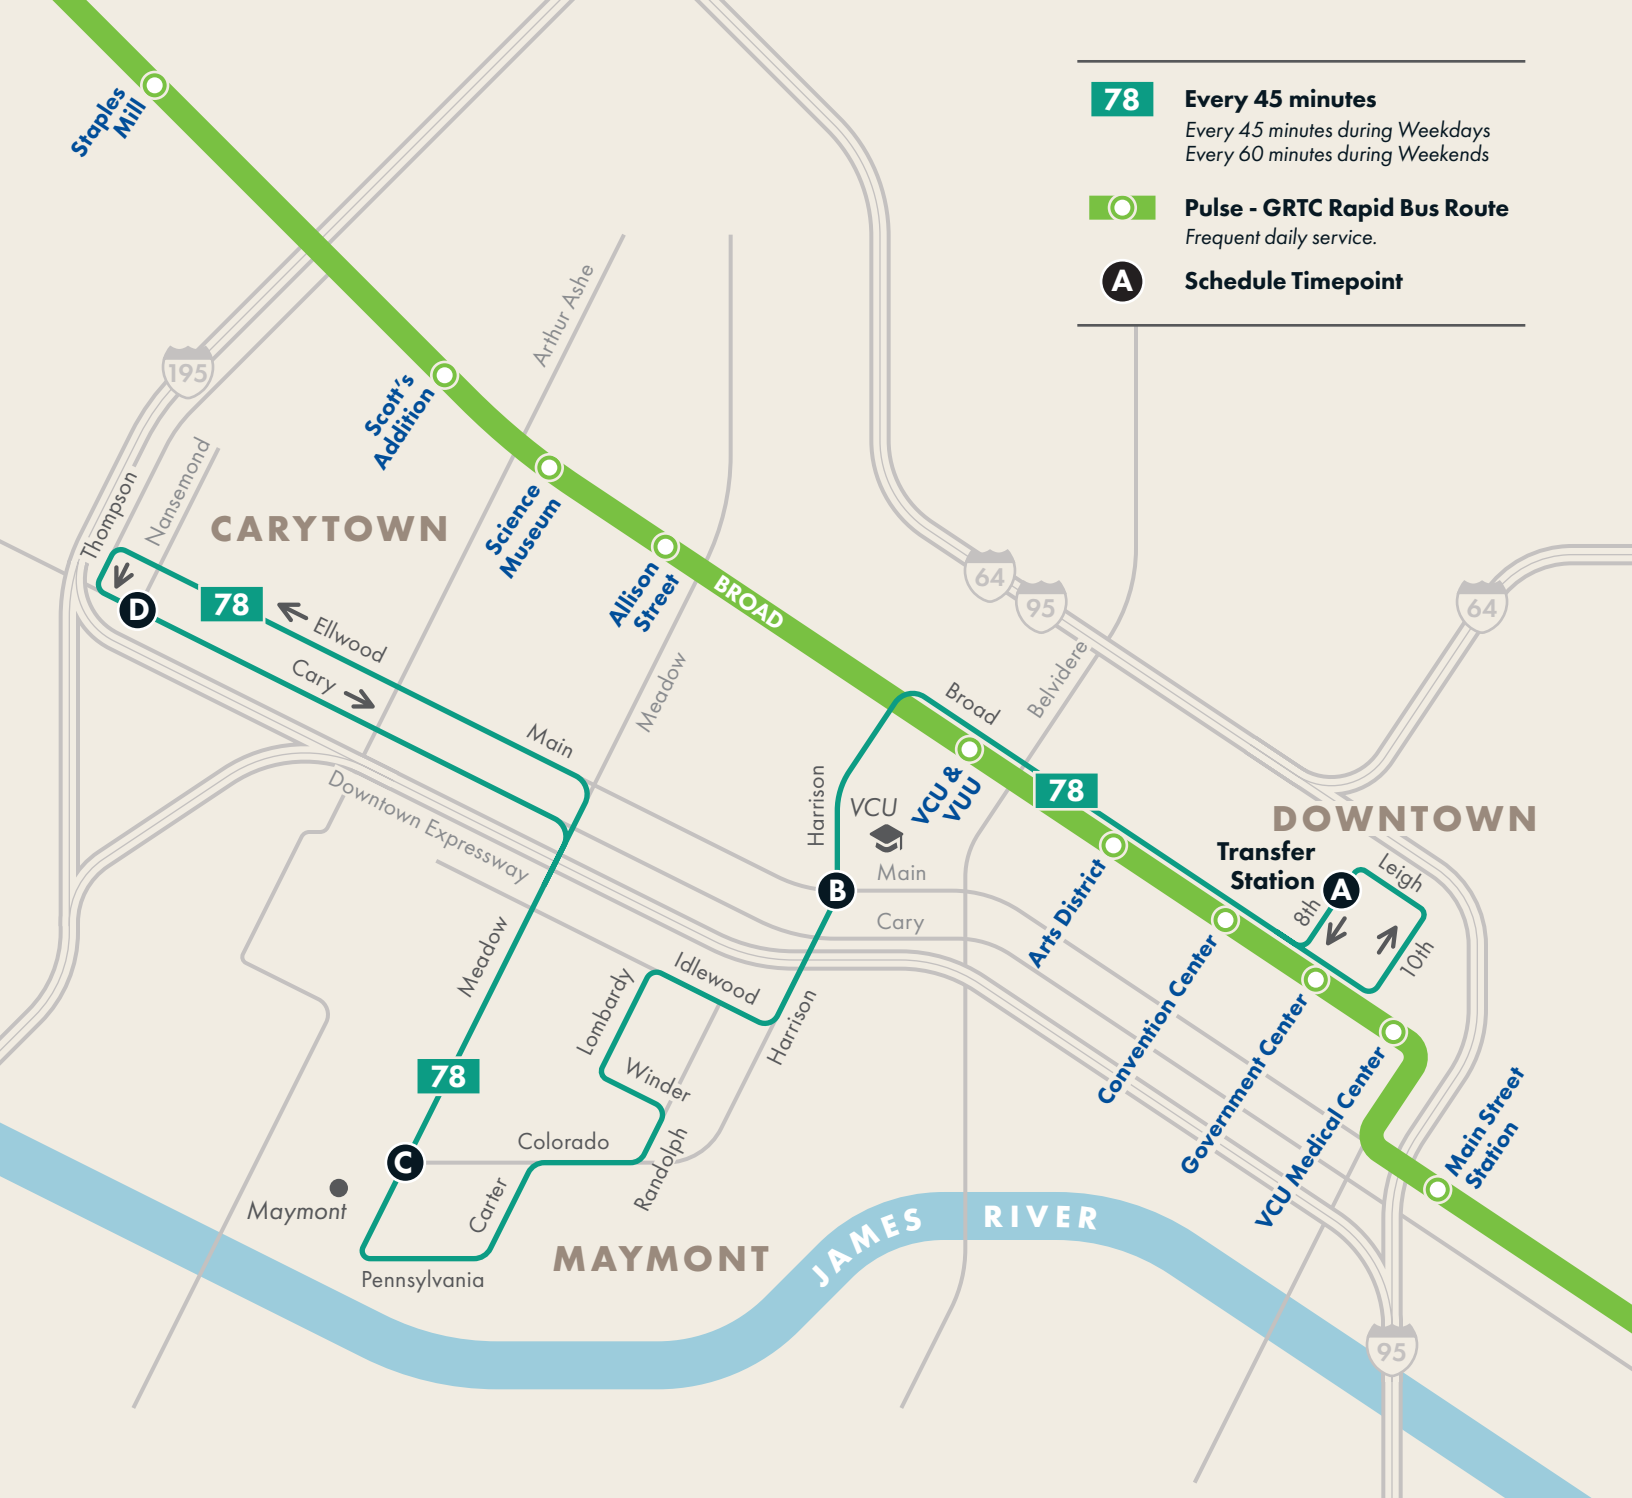 78
Every 45 minutes
Every 45 minutes during Weekdays
Every 60 minutes during Weekends
Pulse - GRTC Rapid Bus Route
Frequent daily service.
A
Schedule Timepoint
Staples
Mill
195
Scott's
Addition
Arthur Ashe
Thompson
Nansemond
CARYTOWN
Science
Museum
Allison
Street
BROAD
64
95
64
D
78
Ellwood
Cary
Meadow
Belvidere
Broad
Main
Downtown Expressway
Harrison
VCU
VCU &
VUU
78
DOWNTOWN
Transfer
Station
A
Leigh
8th
10th
B
Main
Cary
Arts District
Convention Center
Government Center
VCU Medical Center
Main Street
Station
Meadow
Lombardy
Idlewood
Harrison
Winder
78
Colorado
Randolph
C
Carter
Maymont
Pennsylvania
MAYMONT
JAMES RIVER
95